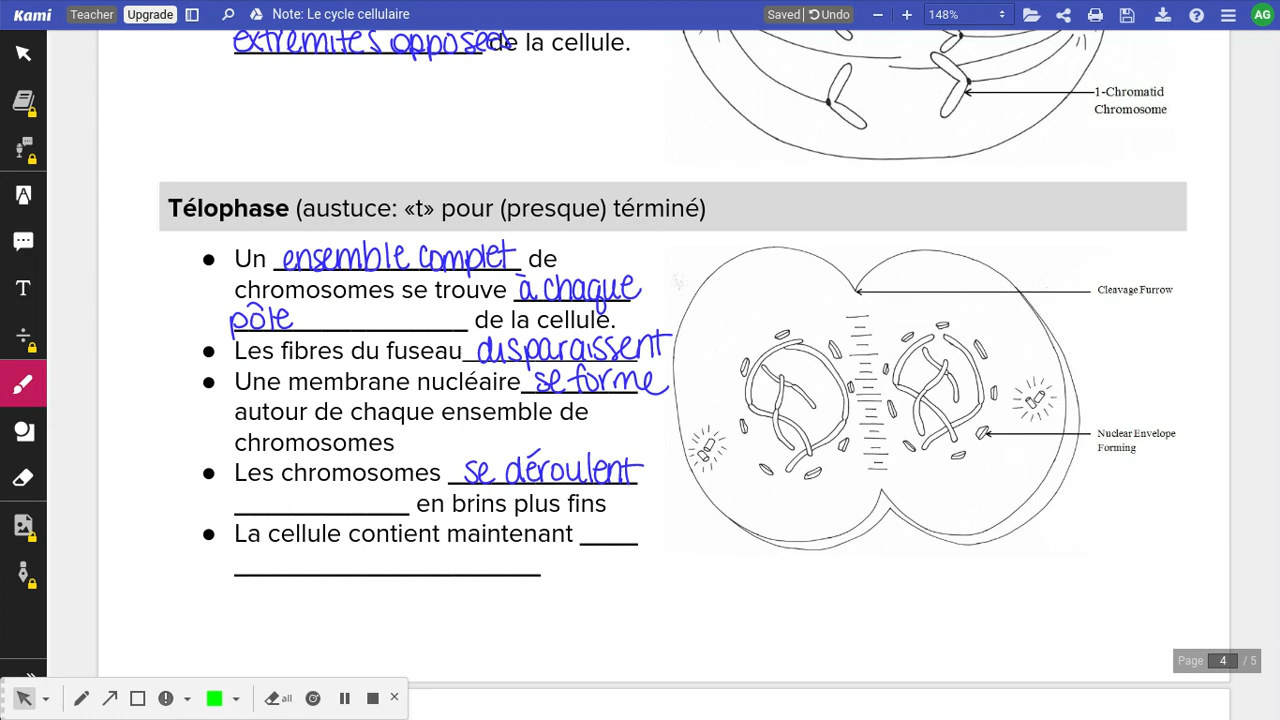 Kami Teacher Upgrade Note: Le cycle cellulaire Saved Undo 148% AG
extrémités opposées de la cellule.
1-Chromatid
Chromosome
Télophase (austuce: «t» pour (presque) términé)
Un ensemble complet de
chromosomes se trouve à chaque
pôle de la cellule.
Les fibres du fuseau disparaissent
Une membrane nucléaire se forme
autour de chaque ensemble de
chromosomes
Les chromosomes se déroulent
en brins plus fins
La cellule contient maintenant
Cleavage Furrow
Nuclear Envelope
Forming
Page 4 / 5
all